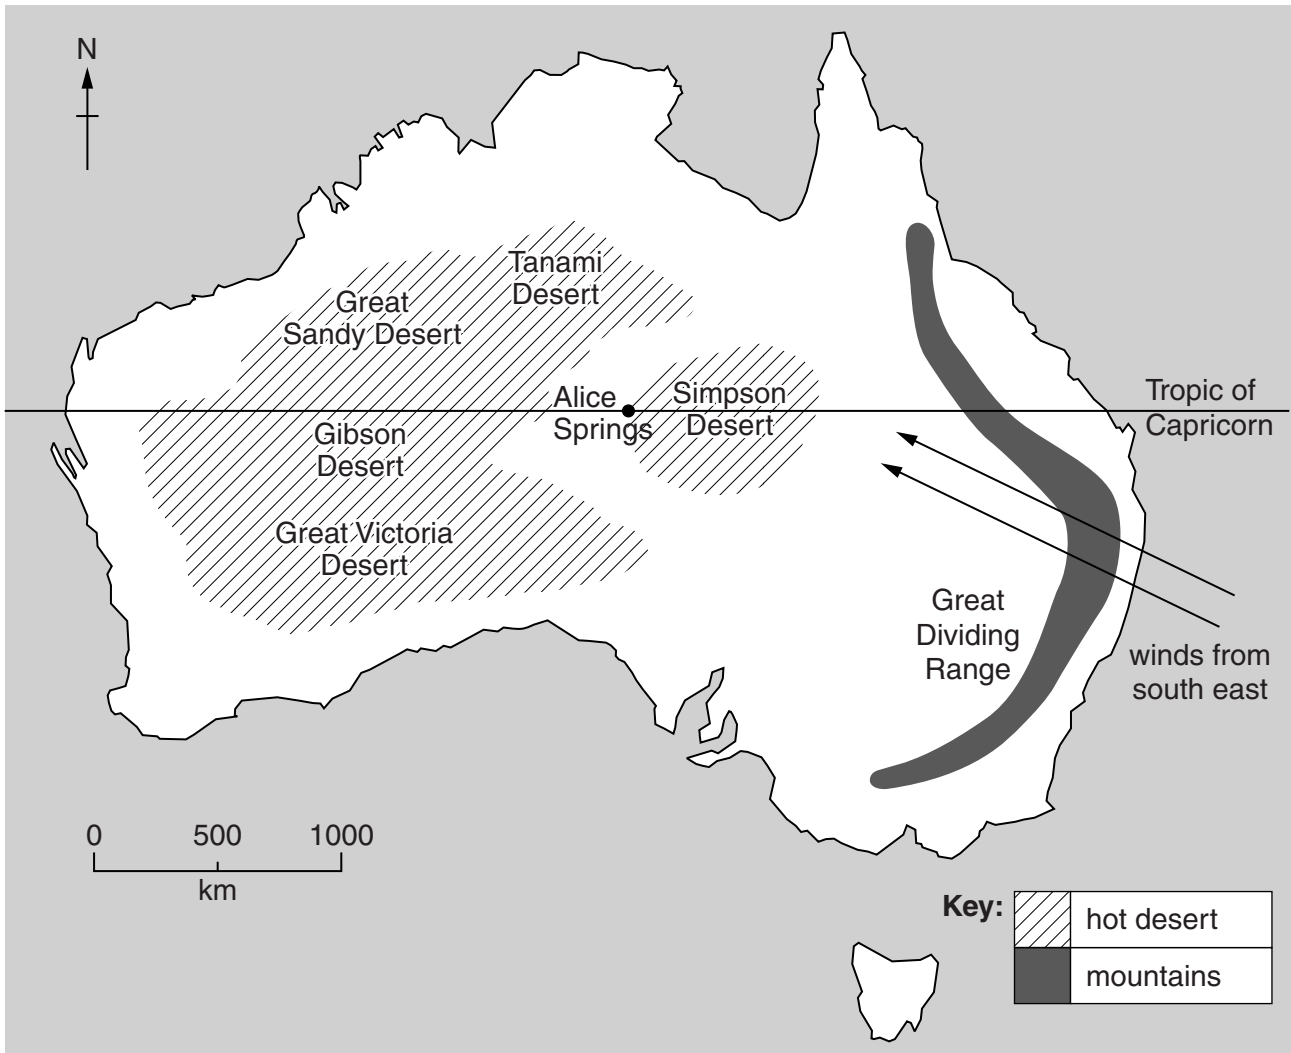 N
Tanami
Desert
Great
Sandy Desert
Alice
Springs
Simpson
Desert
Tropic of
Capricorn
Gibson
Desert
Great Victoria
Desert
Great
Dividing
Range
winds from
south east
0 500 1000
km
Key:
hot desert
mountains